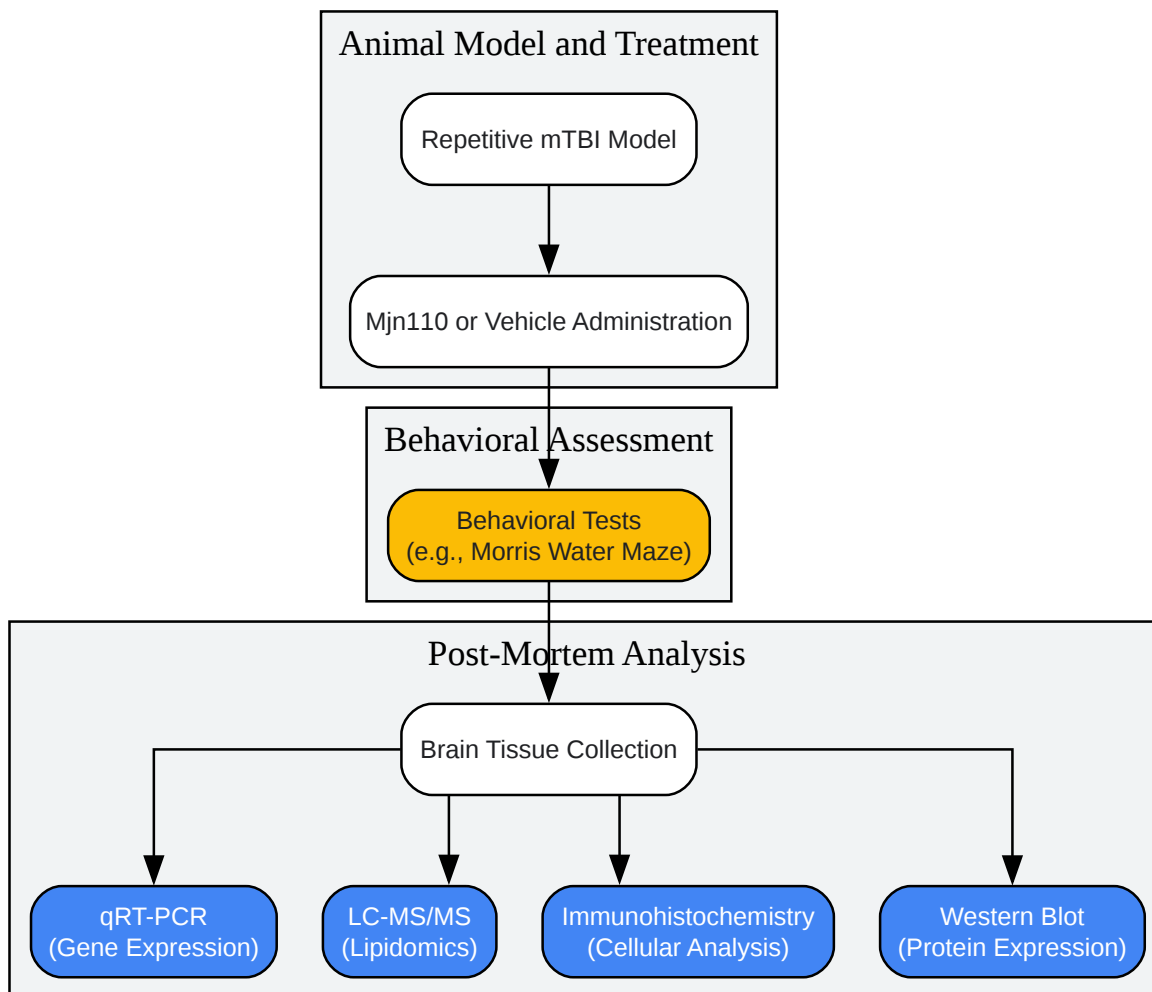 Animal Model and Treatment
Repetitive mTBI Model
Mjn110 or Vehicle Administration
Behavioral Assessment
Behavioral Tests
(e.g., Morris Water Maze)
Post-Mortem Analysis
Brain Tissue Collection
qRT-PCR
(Gene Expression)
LC-MS/MS
(Lipidomics)
Immunohistochemistry
(Cellular Analysis)
Western Blot
(Protein Expression)